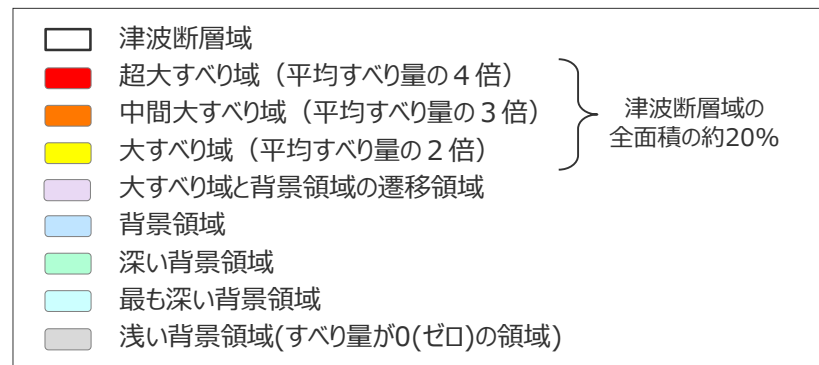 津波断層域
超大すべり域（平均すべり量の４倍）
中間大すべり域（平均すべり量の３倍）
大すべり域（平均すべり量の２倍）
津波断層域の
全面積の約20%
大すべり域と背景領域の遷移領域
背景領域
深い背景領域
最も深い背景領域
浅い背景領域(すべり量が0(ゼロ)の領域)